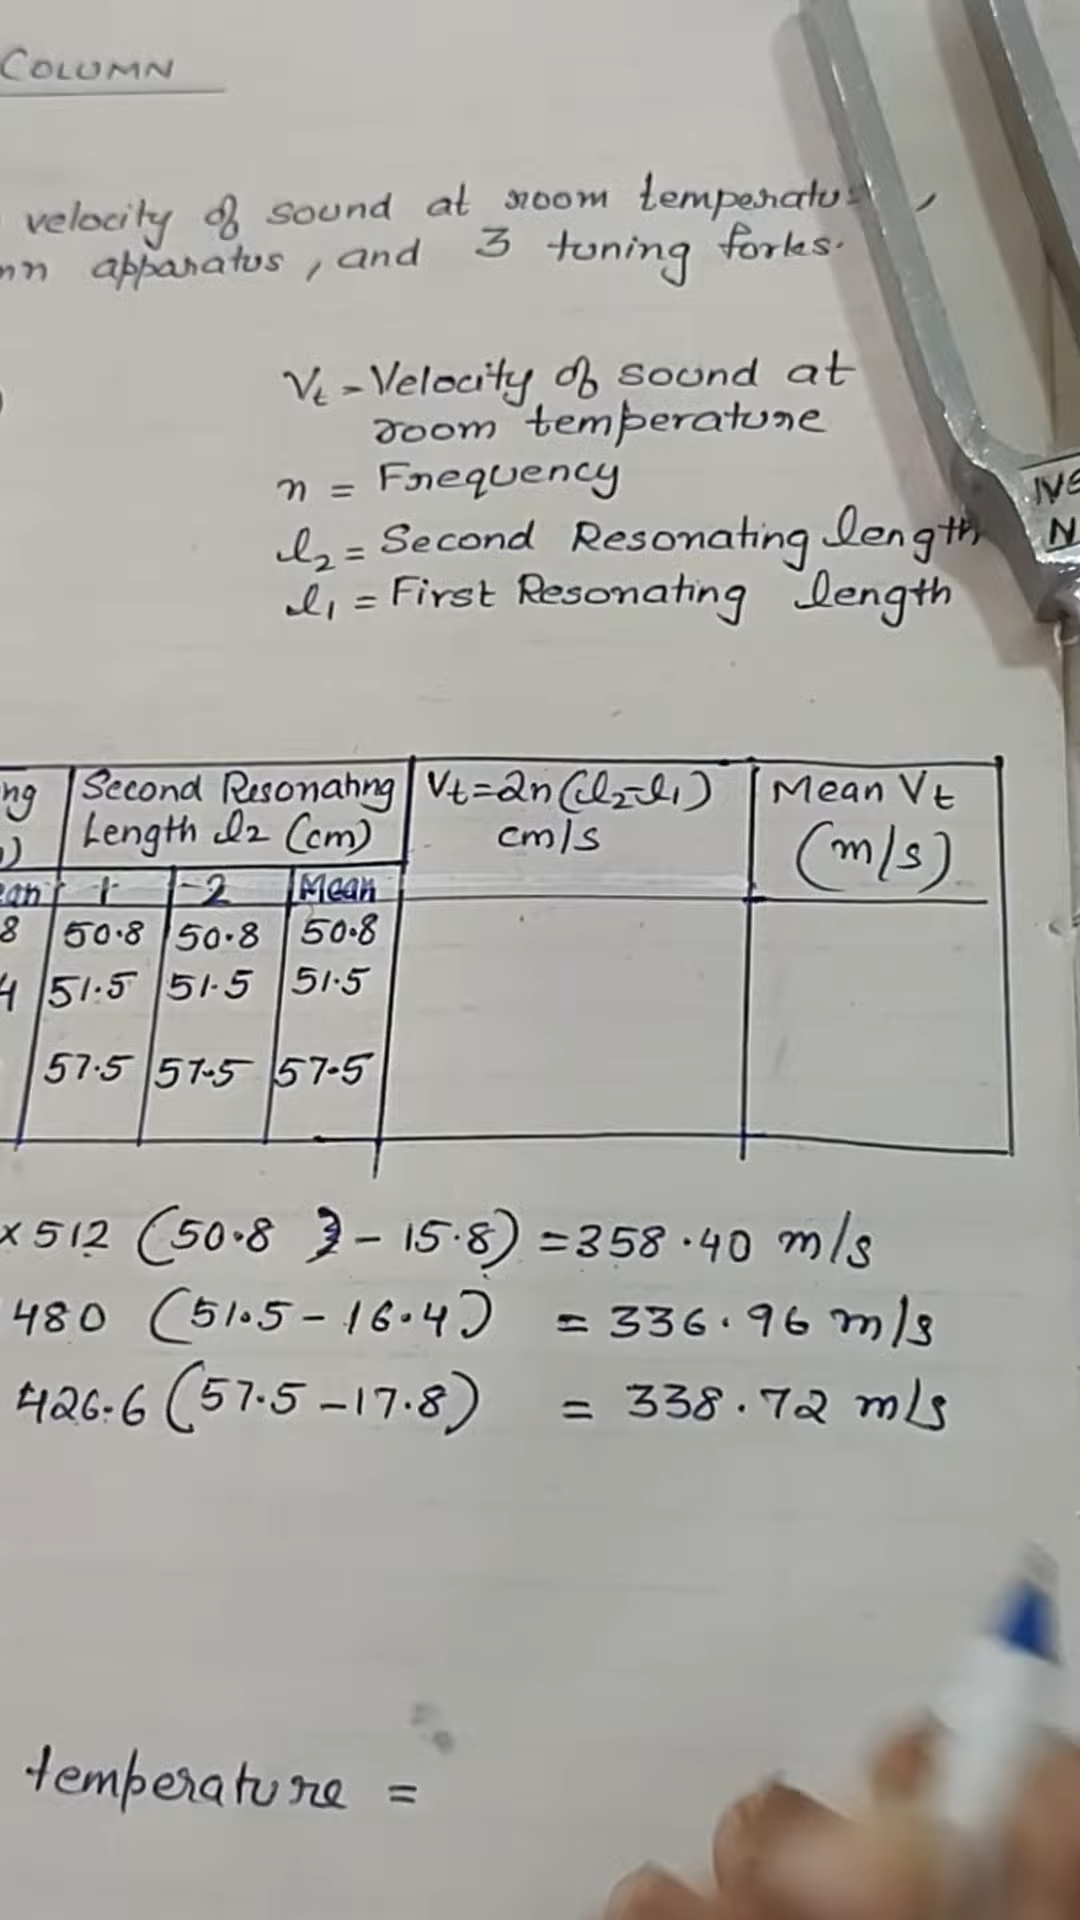 COLUMN
velocity of sound at room temperatu
apparatus, and 3 tuning forks.
Vt = Velocity of sound at
room temperature
n = Frequency
l2 = Second Resonating length
l1 = First Resonating length
ng Second Resonating Vt=2n(l2-l1) Mean Vt
Length l2 (cm) cm/s (m/s)
ean 1 2 Mean
8 50.8 50.8 50.8
4 51.5 51.5 51.5
57.5 57.5 57.5
x 512 (50.8 - 15.8) = 358.40 m/s
480 (51.5 - 16.4) = 336.96 m/s
426.6 (57.5 - 17.8) = 338.72 m/s
temperature =
N